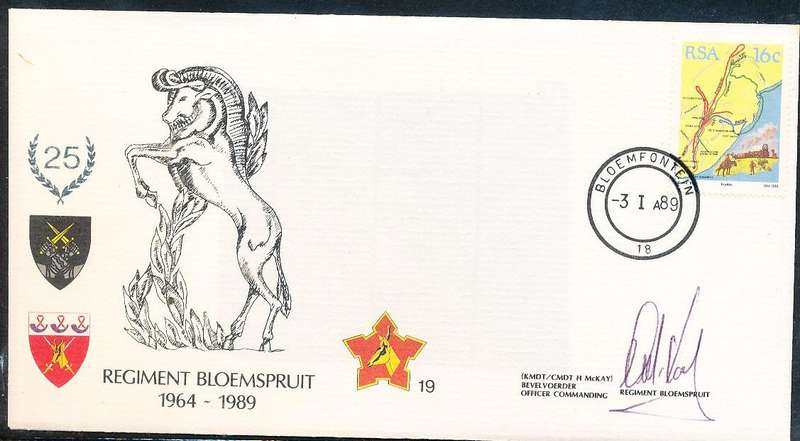 25
REGIMENT BLOEMSPRUIT
1964 - 1989
19
RSA 16c
BLOEMFONTEIN
-3 I A89
18
(KMDT/CMDT H McKAY)
BEVELVOERDER
OFFICER COMMANDING
REGIMENT BLOEMSPRUIT